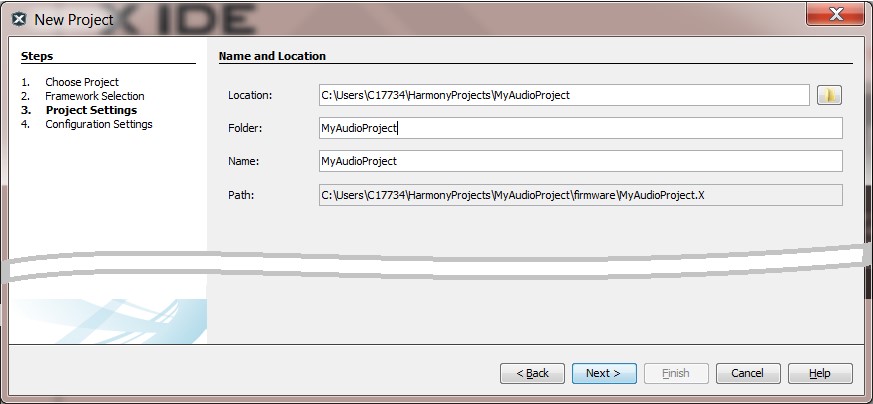 New Project
X IDE
Steps
1. Choose Project
2. Framework Selection
3. Project Settings
4. Configuration Settings
Name and Location
Location: C:\Users\C17734\HarmonyProjects\MyAudioProject
Folder: MyAudioProject
Name: MyAudioProject
Path: C:\Users\C17734\HarmonyProjects\MyAudioProject\firmware\MyAudioProject.X
< Back
Next >
Finish
Cancel
Help